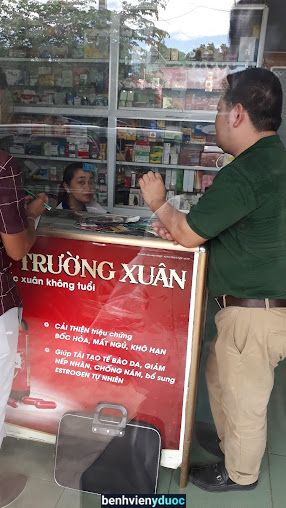 TRƯỜNG XUÂN
c xuân không tuổi
CẢI THIỆN triệu chứng
BỐC HỎA, MẤT NGỦ, KHÔ HẠN
Giúp TÁI TẠO TẾ BÀO DA, GIẢM
NẾP NHĂN, CHỐNG NÁM, bổ sung
ESTROGEN TỰ NHIÊN
benhvienyduoc